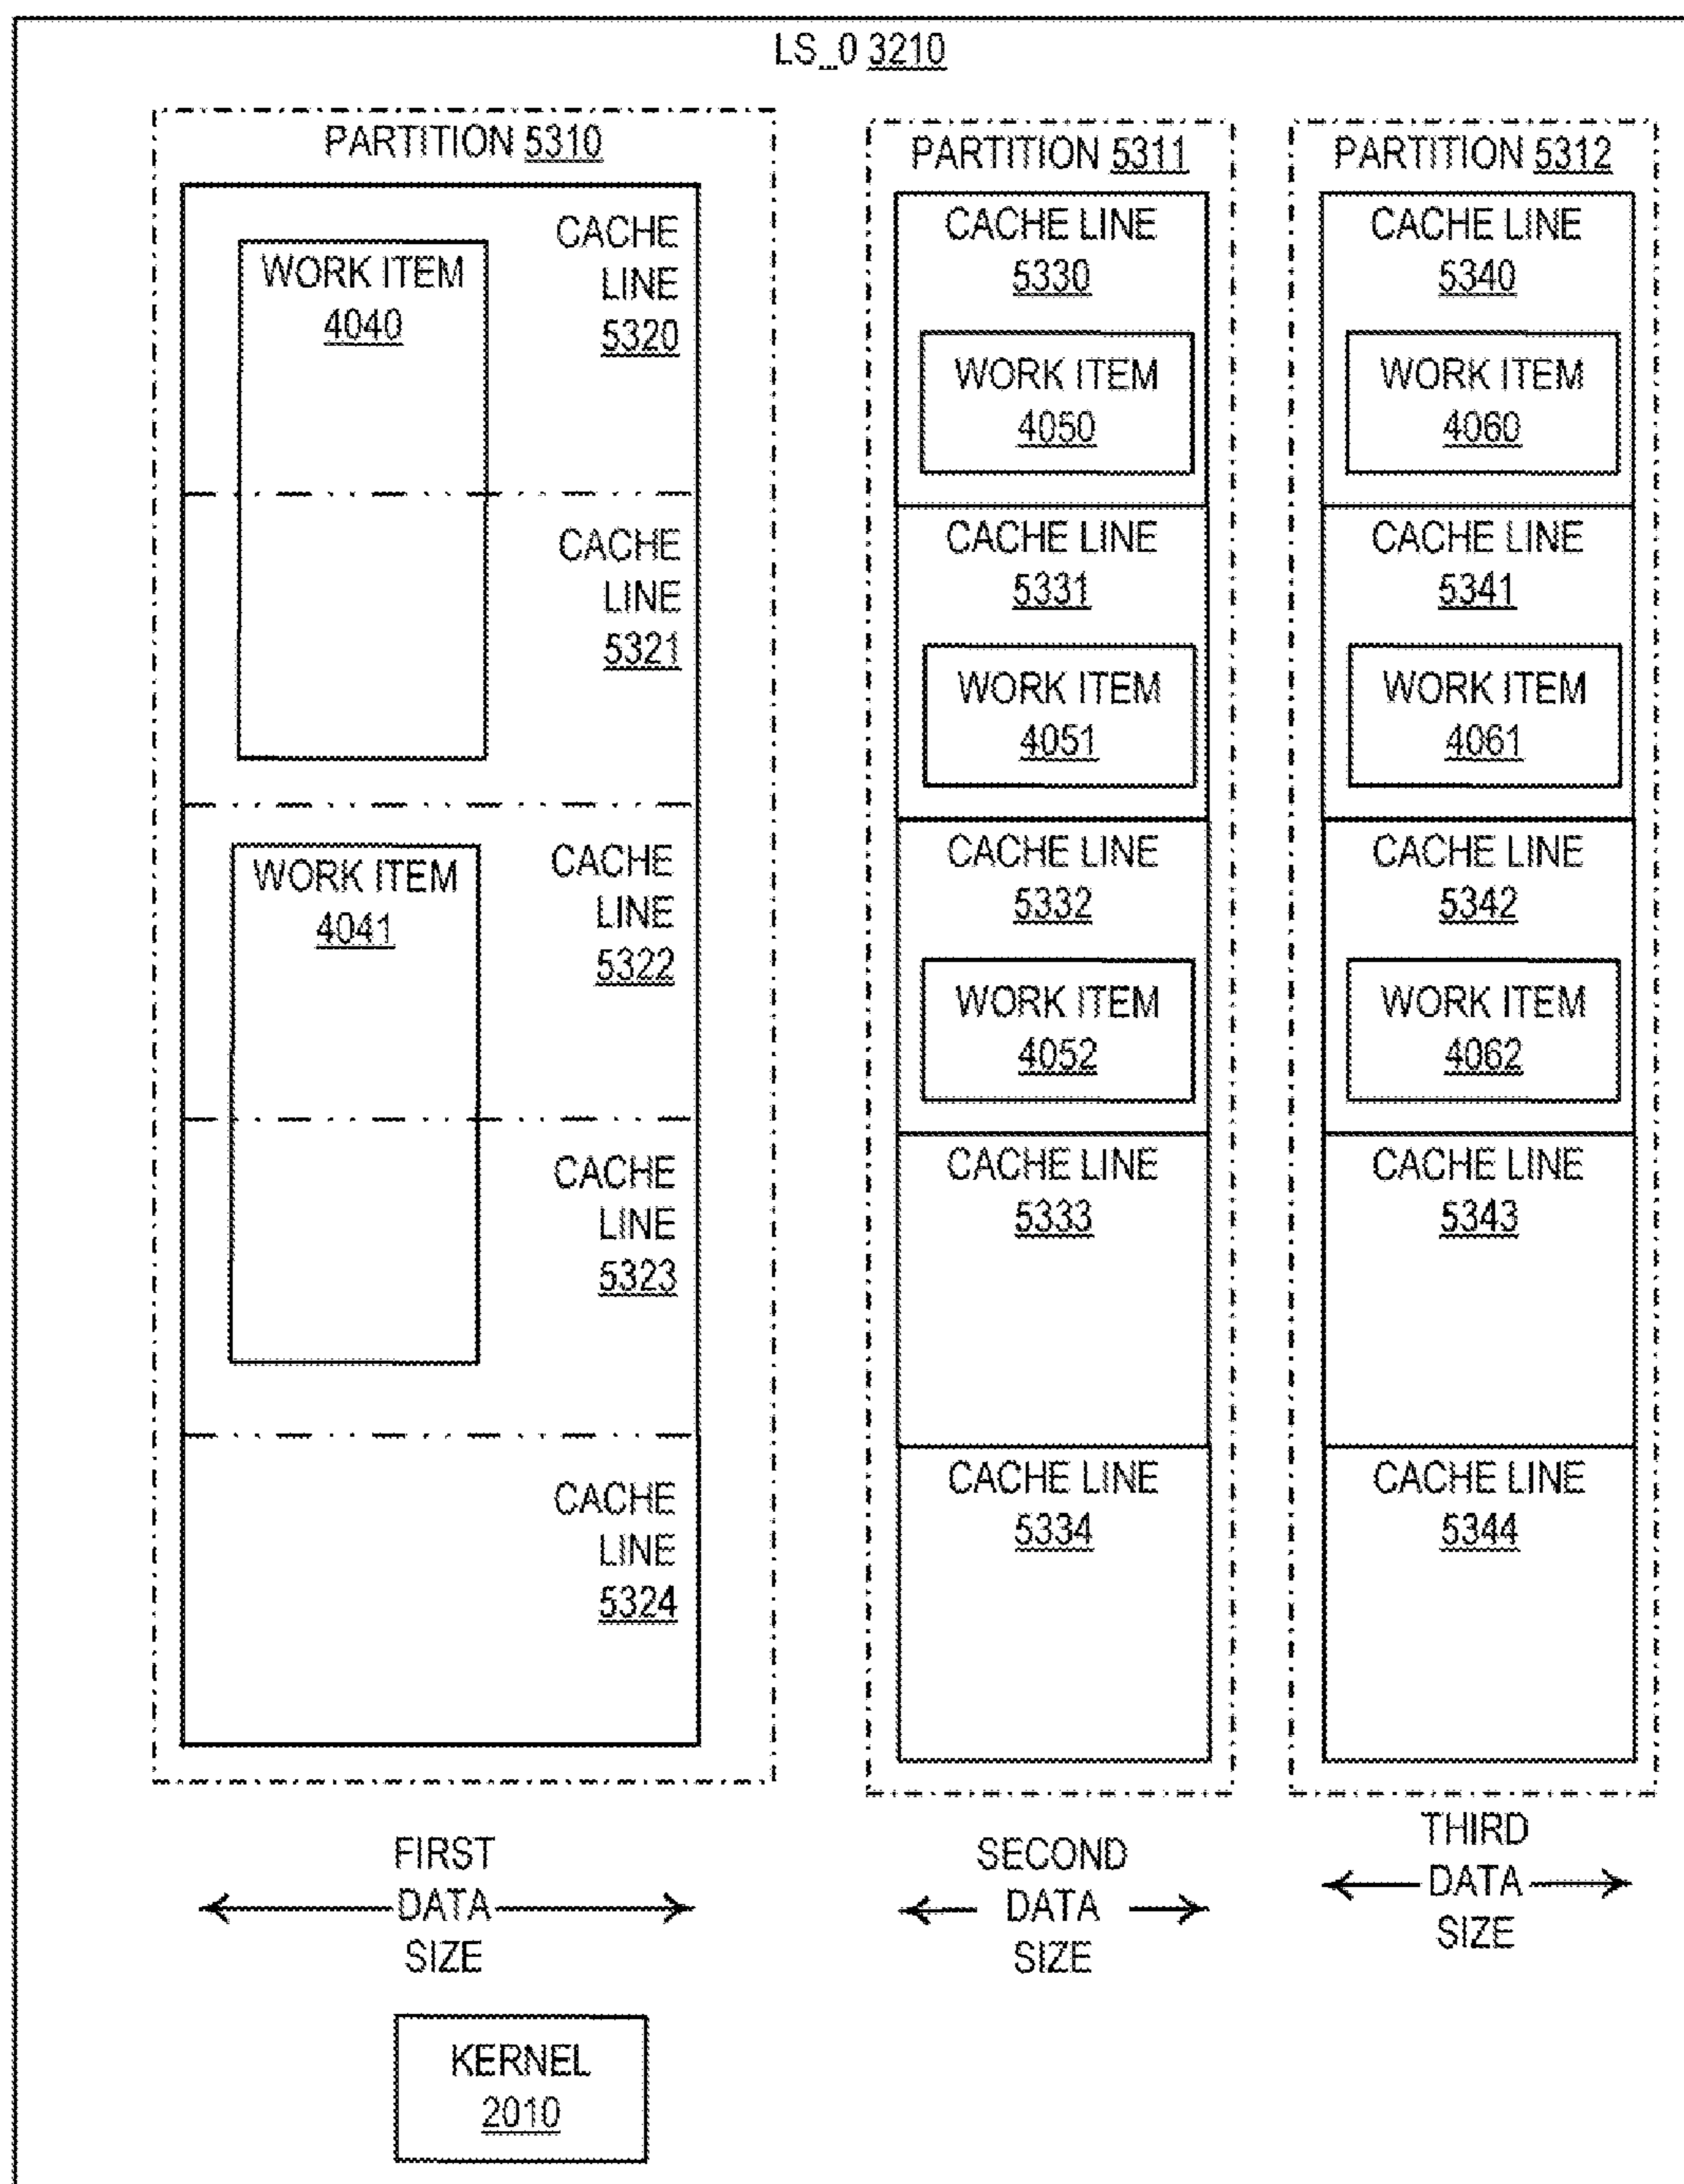 LS_0 3210
PARTITION 5310
CACHE
LINE
5320
WORK ITEM
4040
CACHE
LINE
5321
CACHE
LINE
5322
WORK ITEM
4041
CACHE
LINE
5323
CACHE
LINE
5324
PARTITION 5311
CACHE LINE
5330
WORK ITEM
4050
CACHE LINE
5331
WORK ITEM
4051
CACHE LINE
5332
WORK ITEM
4052
CACHE LINE
5333
CACHE LINE
5334
PARTITION 5312
CACHE LINE
5340
WORK ITEM
4060
CACHE LINE
5341
WORK ITEM
4061
CACHE LINE
5342
WORK ITEM
4062
CACHE LINE
5343
CACHE LINE
5344
FIRST
DATA
SIZE
SECOND
DATA
SIZE
THIRD
DATA
SIZE
KERNEL
2010